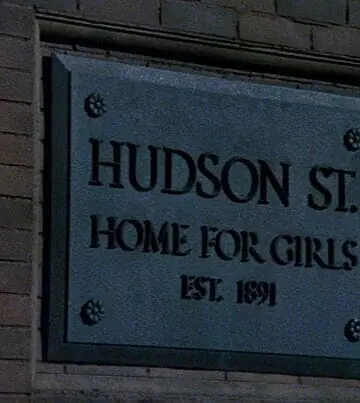 HUDSON ST.
HOME FOR GIRLS
EST. 1891